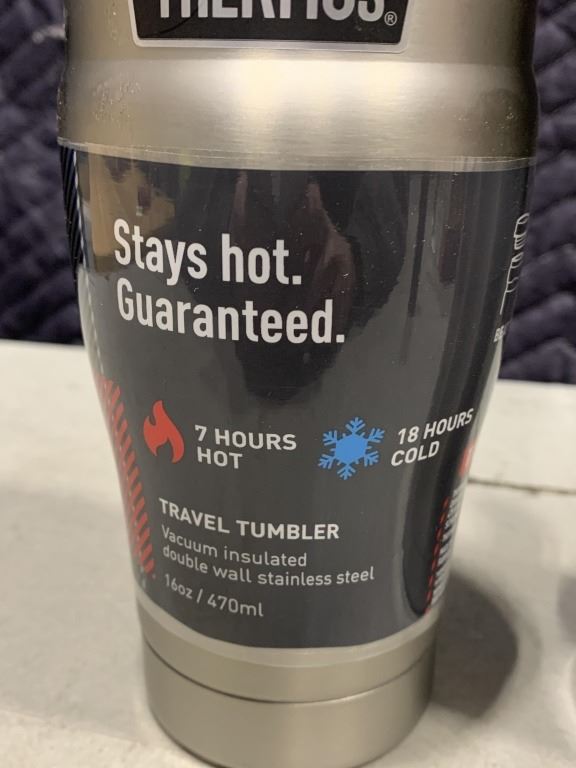 THERMOS®
Stays hot.
Guaranteed.
7 HOURS
HOT
18 HOURS
COLD
TRAVEL TUMBLER
Vacuum insulated
double wall stainless steel
16oz / 470ml